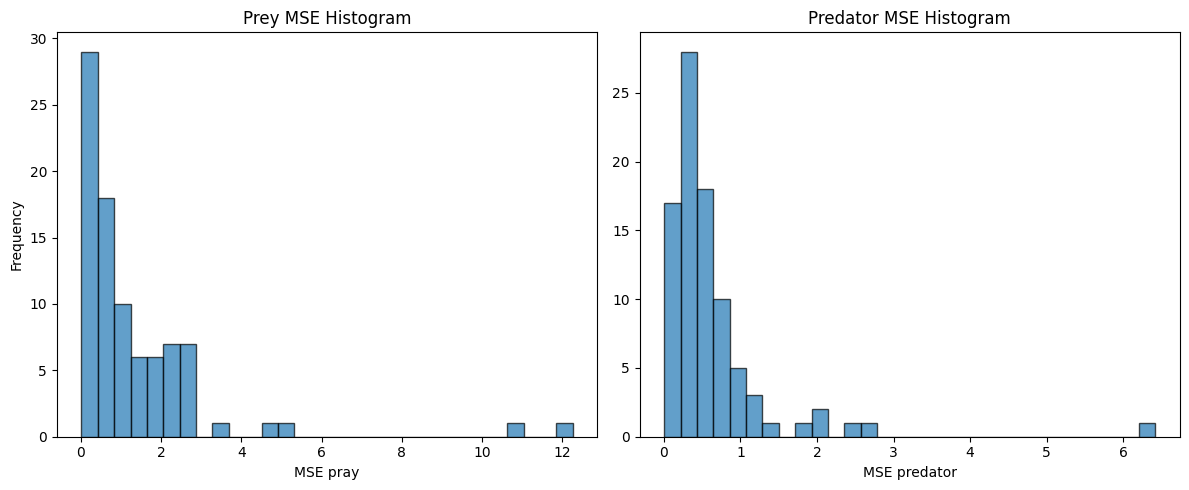 Prey MSE Histogram
30
25
20
15
10
5
0
Frequency
0 2 4 6 8 10 12
MSE pray
Predator MSE Histogram
25
20
15
10
5
0
0 1 2 3 4 5 6
MSE predator